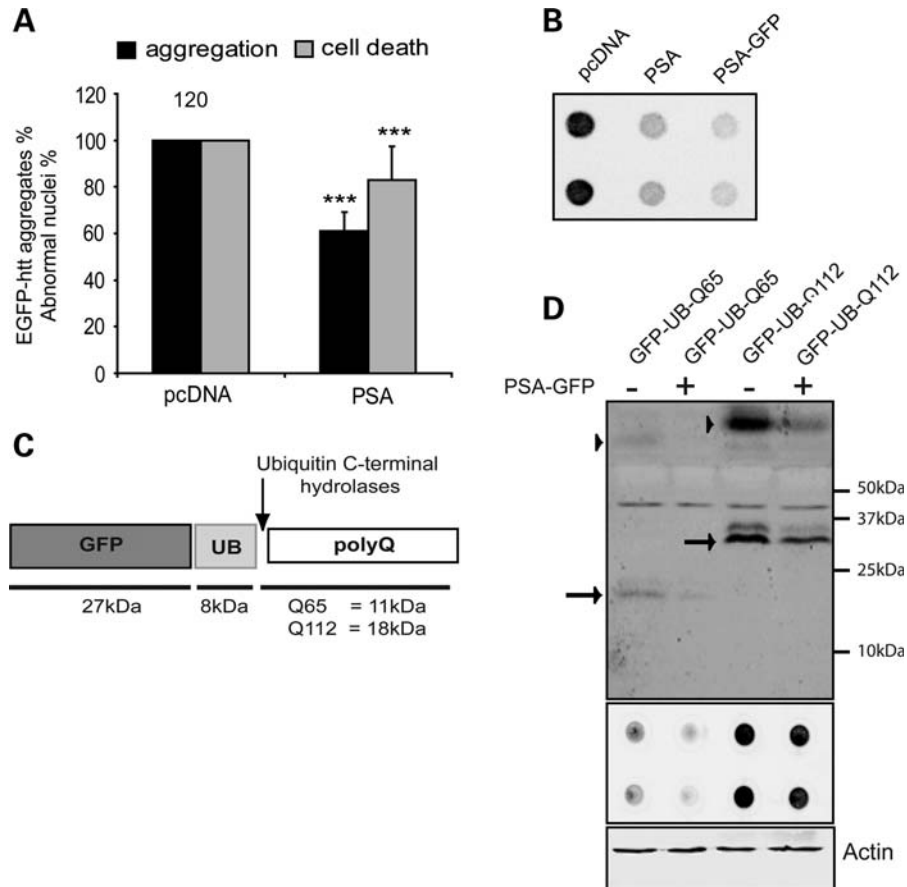 A
aggregation
cell death
EGFP-htt aggregates %
Abnormal nuclei %
120
100
80
60
40
20
0
120
***
***
pcDNA
PSA
B
pcDNA
PSA
PSA-GFP
C
Ubiquitin C-terminal
hydrolases
GFP
UB
polyQ
27kDa
8kDa
Q65 = 11kDa
Q112 = 18kDa
D
GFP-UB-Q65
GFP-UB-Q65
GFP-UB-Q112
GFP-UB-Q112
PSA-GFP
- + - +
50kDa
37kDa
25kDa
10kDa
Actin